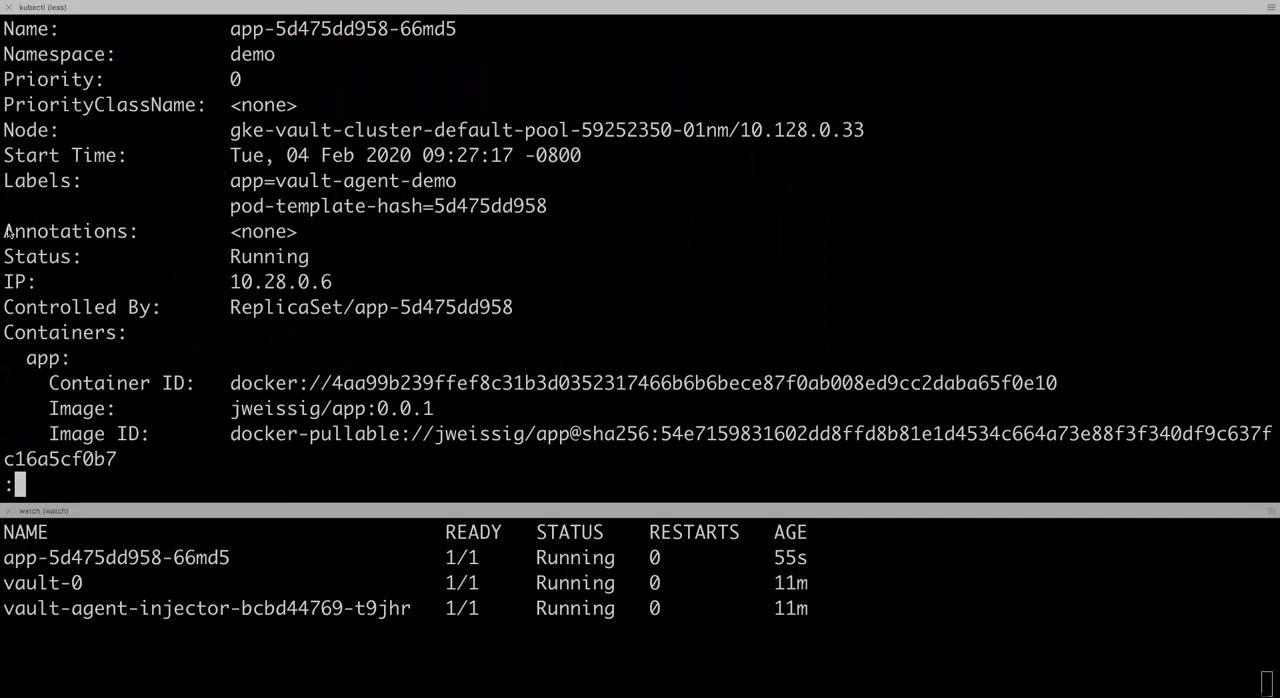 kubectl (less)
Name: app-5d475dd958-66md5
Namespace: demo
Priority: 0
PriorityClassName: <none>
Node: gke-vault-cluster-default-pool-59252350-01nm/10.128.0.33
Start Time: Tue, 04 Feb 2020 09:27:17 -0800
Labels: app=vault-agent-demo
pod-template-hash=5d475dd958
Annotations: <none>
Status: Running
IP: 10.28.0.6
Controlled By: ReplicaSet/app-5d475dd958
Containers:
app:
Container ID: docker://4aa99b239ffef8c31b3d0352317466b6b6bece87f0ab008ed9cc2daba65f0e10
Image: jweissig/app:0.0.1
Image ID: docker-pullable://jweissig/app@sha256:54e7159831602dd8ffd8b81e1d4534c664a73e88f3f340df9c637f
c16a5cf0b7
:
watch (watch)
NAME READY STATUS RESTARTS AGE
app-5d475dd958-66md5 1/1 Running 0 55s
vault-0 1/1 Running 0 11m
vault-agent-injector-bcbd44769-t9jhr 1/1 Running 0 11m